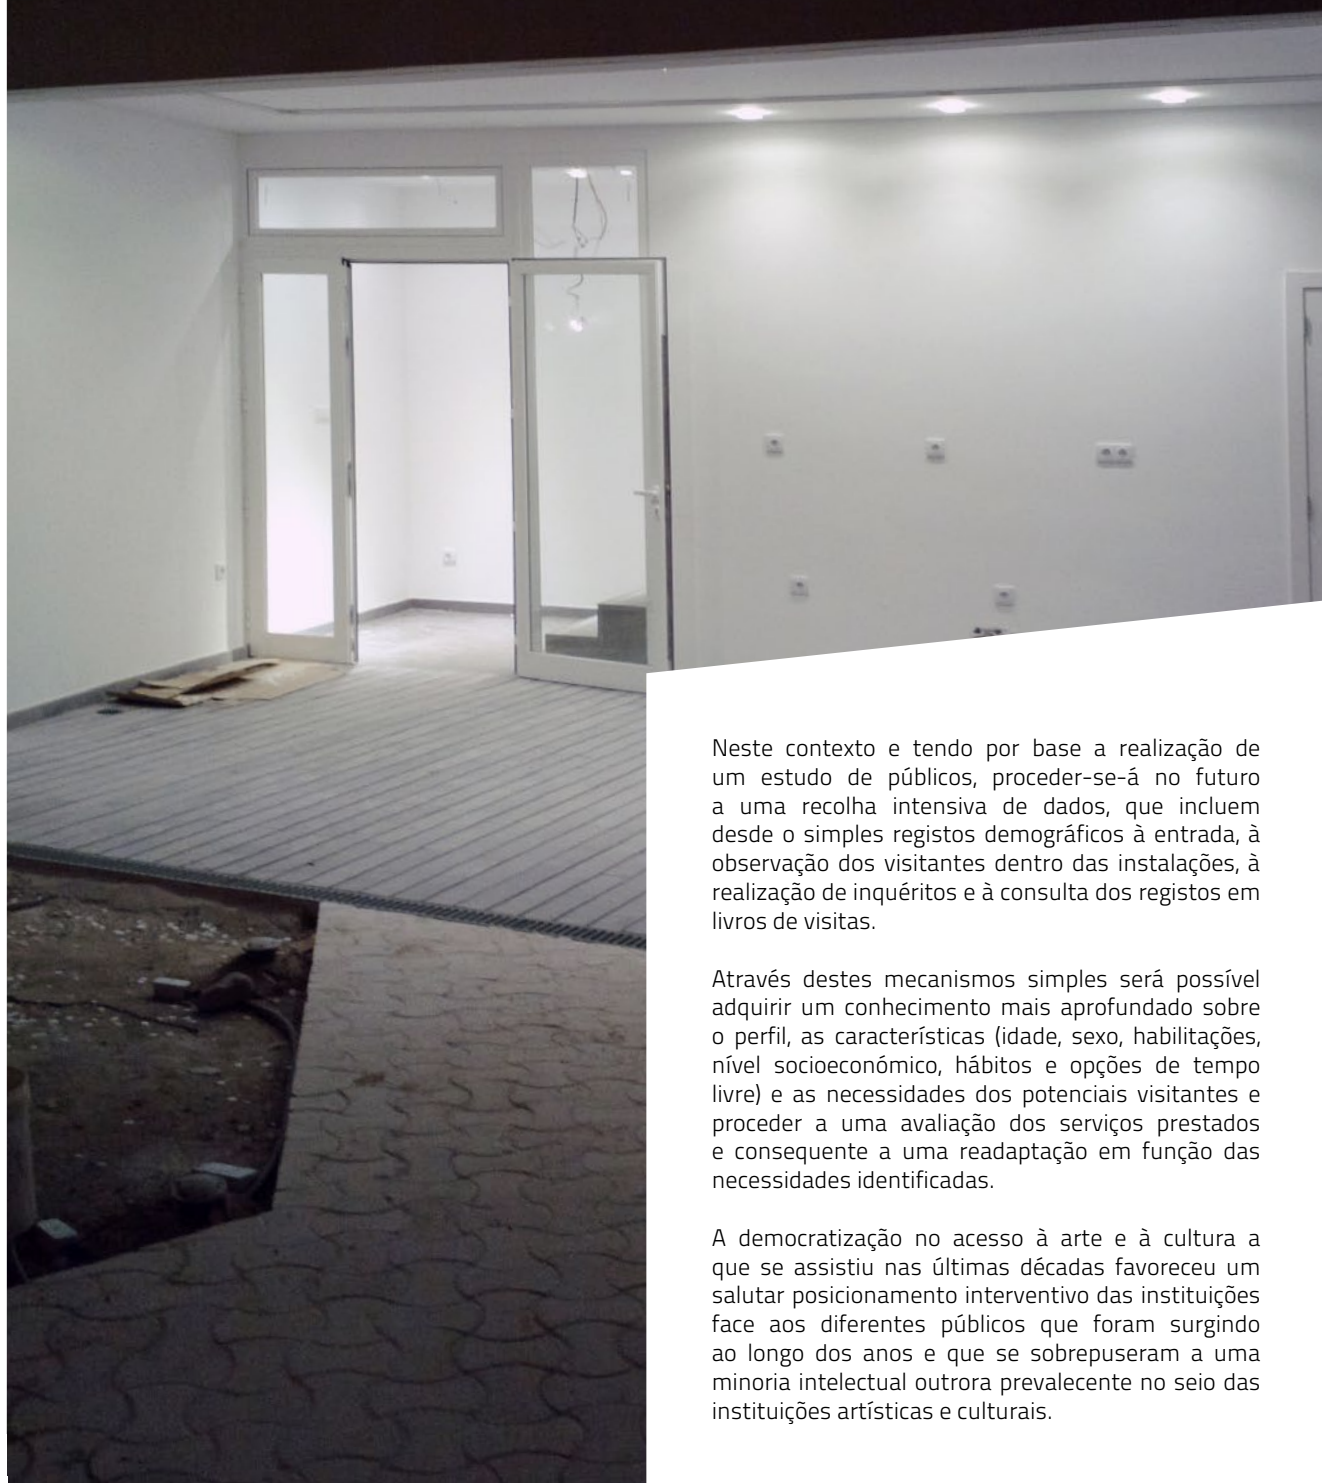 Neste contexto e tendo por base a realização de
um estudo de públicos, proceder-se-á no futuro
a uma recolha intensiva de dados, que incluem
desde o simples registos demográficos à entrada, à
observação dos visitantes dentro das instalações, à
realização de inquéritos e à consulta dos registos em
livros de visitas.
Através destes mecanismos simples será possível
adquirir um conhecimento mais aprofundado sobre
o perfil, as características (idade, sexo, habilitações,
nível socioeconómico, hábitos e opções de tempo
livre) e as necessidades dos potenciais visitantes e
proceder a uma avaliação dos serviços prestados
e consequente a uma readaptação em função das
necessidades identificadas.
A democratização no acesso à arte e à cultura a
que se assistiu nas últimas décadas favoreceu um
salutar posicionamento interventivo das instituições
face aos diferentes públicos que foram surgindo
ao longo dos anos e que se sobrepuseram a uma
minoria intelectual outrora prevalecente no seio das
instituições artísticas e culturais.